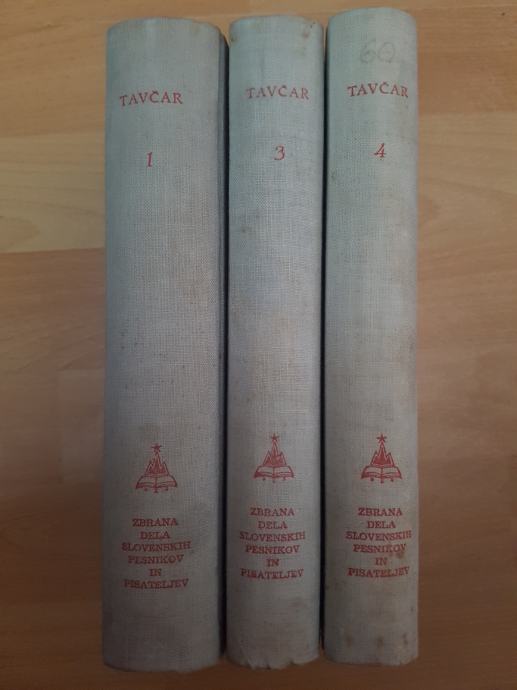 TAVČAR
1
ZBRANA
DELA
SLOVENSKIH
PESNIKOV
IN
PISATELJEV
TAVČAR
3
ZBRANA
DELA
SLOVENSKIH
PESNIKOV
IN
PISATELJEV
60
TAVČAR
4
ZBRANA
DELA
SLOVENSKIH
PESNIKOV
IN
PISATELJEV